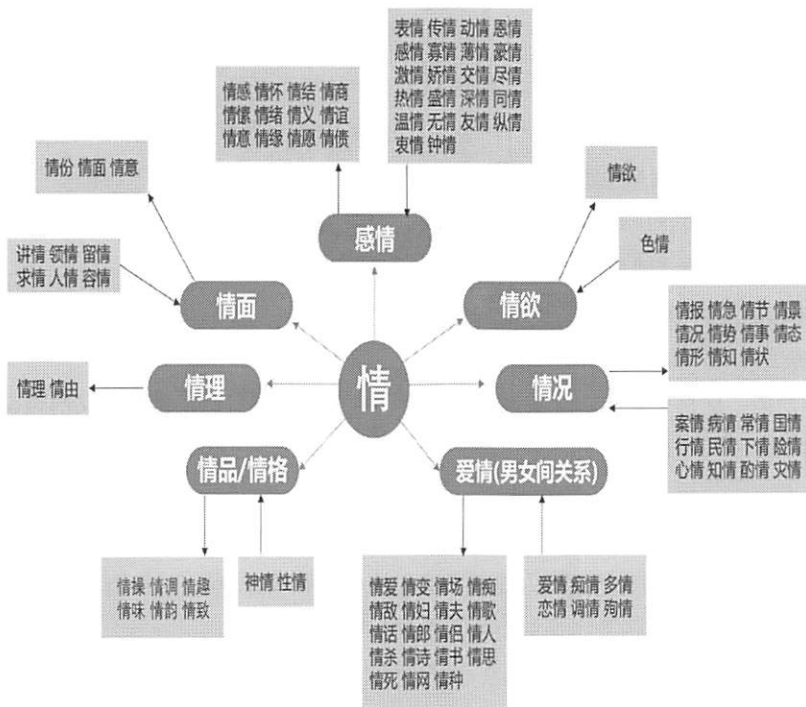 表情 传情 动情 恩情
感情 寡情 薄情 豪情
激情 娇情 交情 尽情
热情 盛情 深情 同情
温情 无情 友情 纵情
衷情 钟情
情感 情怀 情结 情商
情愫 情绪 情义 情谊
情意 情缘 情愿 情债
情份 情面 情意
情欲
感情
色情
讲情 领情 留情
求情 人情 容情
情面
情欲
情报 情急 情节 情景
情况 情势 情事 情态
情形 情知 情状
情理 情由
情理
情
情况
案情 病情 常情 国情
行情 民情 下情 险情
心情 知情 酌情 灾情
情品/情格
爱情(男女间关系)
情操 情调 情趣
情味 情韵 情致
神情 性情
情爱 情变 情场 情痴
情敌 情妇 情夫 情歌
情话 情郎 情侣 情人
情杀 情诗 情书 情思
情死 情网 情种
爱情 痴情 多情
恋情 调情 殉情